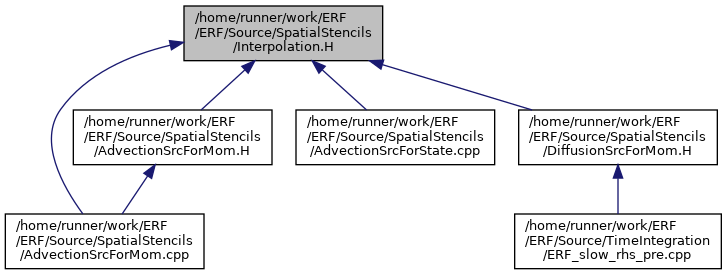 /home/runner/work/ERF
/ERF/Source/SpatialStencils
/Interpolation.H
/home/runner/work/ERF
/ERF/Source/SpatialStencils
/AdvectionSrcForMom.H
/home/runner/work/ERF
/ERF/Source/SpatialStencils
/AdvectionSrcForState.cpp
/home/runner/work/ERF
/ERF/Source/SpatialStencils
/DiffusionSrcForMom.H
/home/runner/work/ERF
/ERF/Source/SpatialStencils
/AdvectionSrcForMom.cpp
/home/runner/work/ERF
/ERF/Source/TimeIntegration
/ERF_slow_rhs_pre.cpp